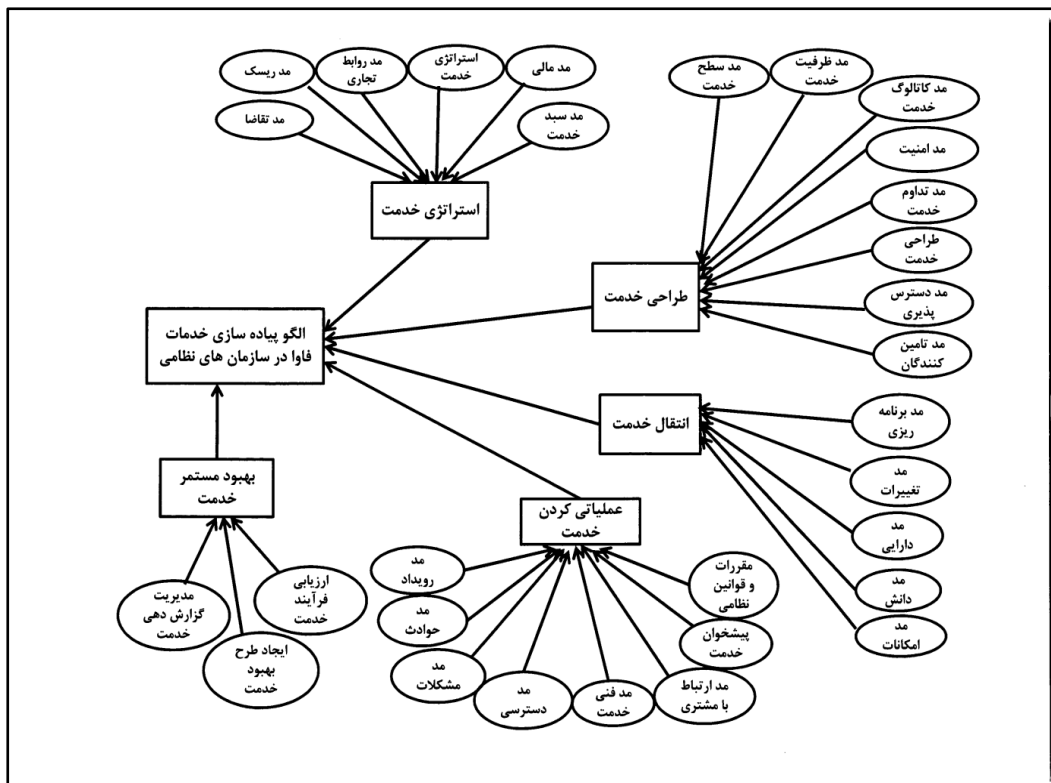 مد ریسک
مد روابط
تجاری
استراتژی
خدمت
مد مالی
مد تقاضا
مد سبد
خدمت
استراتژی خدمت
مد سطح
خدمت
مد ظرفیت
خدمت
مد کاتالوگ
خدمت
مد امنیت
مد تداوم
خدمت
طراحی
خدمت
مد دسترس
پذیری
مد تامین
کنندگان
طراحی خدمت
الگو پیاده سازی خدمات
فاوا در سازمان های نظامی
انتقال خدمت
مد برنامه
ریزی
مد
تغییرات
مد
دارایی
مد
دانش
مد
امکانات
بهبود مستمر
خدمت
مدیریت
گزارش دهی
خدمت
ایجاد طرح
بهبود
خدمت
ارزیابی
فرآیند
خدمت
عملیاتی کردن
خدمت
مد
رویداد
مد
حوادث
مد
مشکلات
مد
دسترسی
مد فنی
خدمت
مد ارتباط
با مشتری
پیشخوان
خدمت
مقررات
و قوانین
نظامی